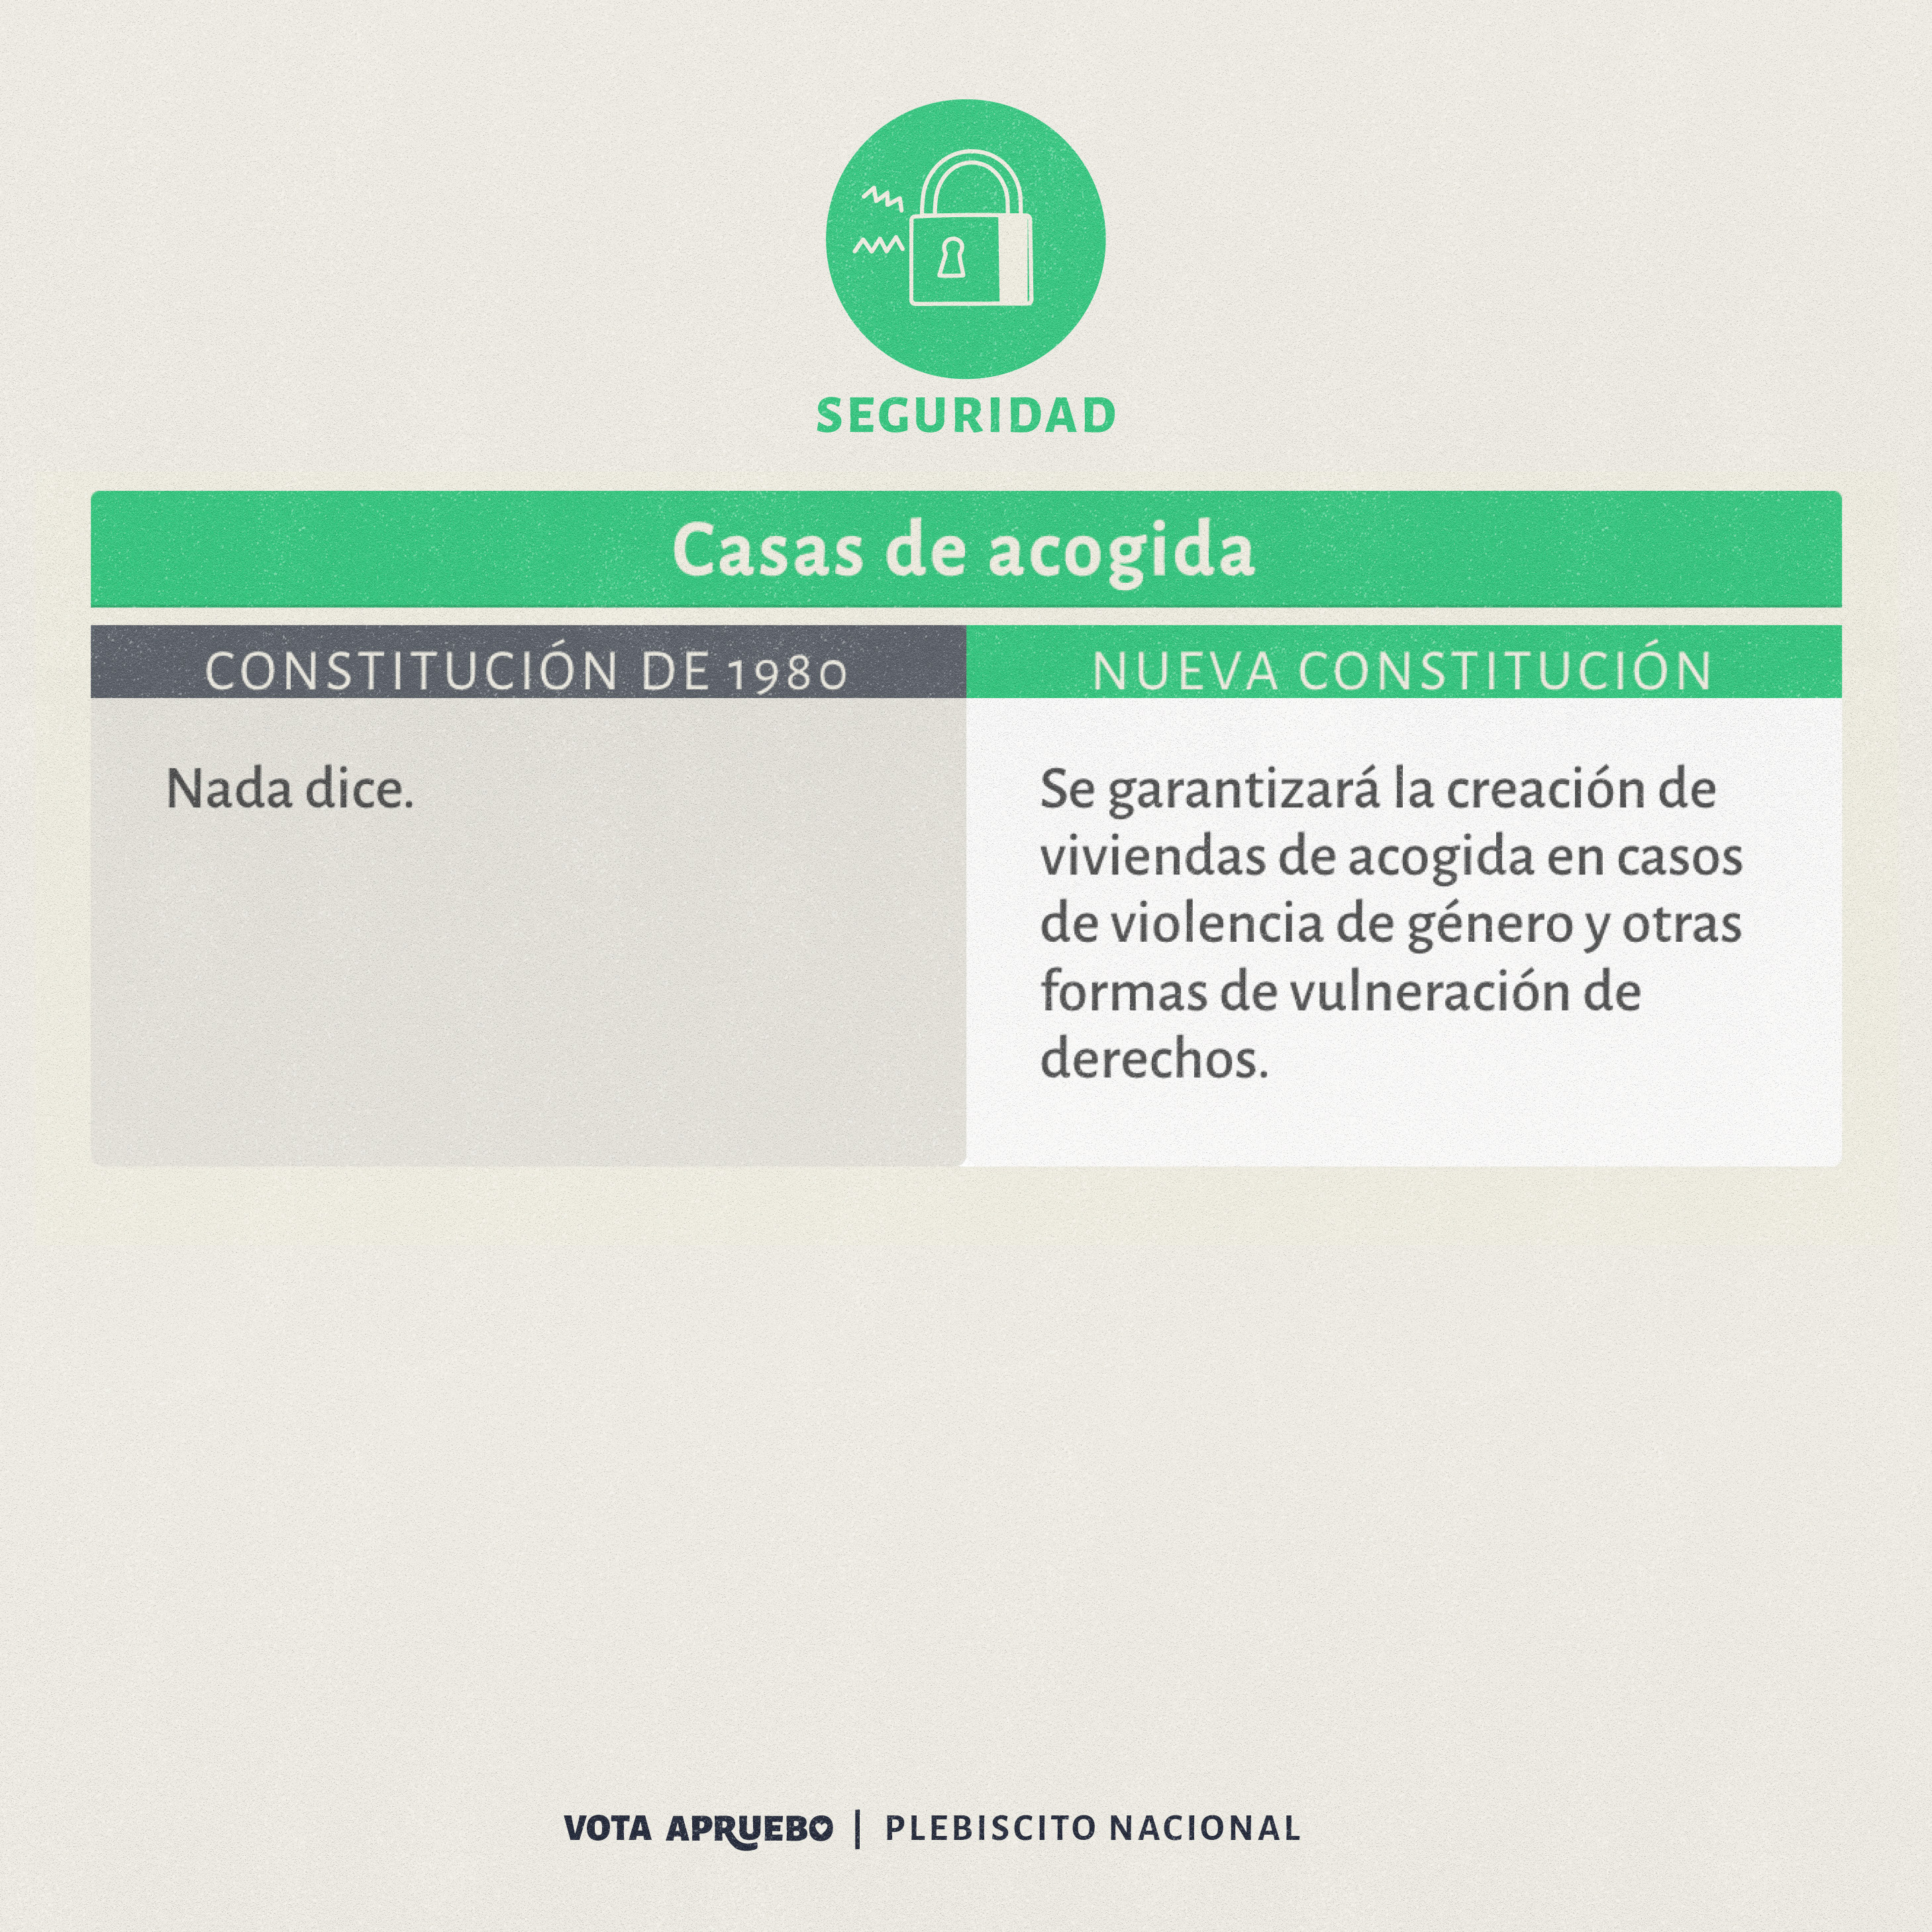 SEGURIDAD
Casas de acogida
CONSTITUCIÓN DE 1980
Nada dice.
NUEVA CONSTITUCIÓN
Se garantizará la creación de
viviendas de acogida en casos
de violencia de género y otras
formas de vulneración de
derechos.
VOTA APRUEBO | PLEBISCITO NACIONAL